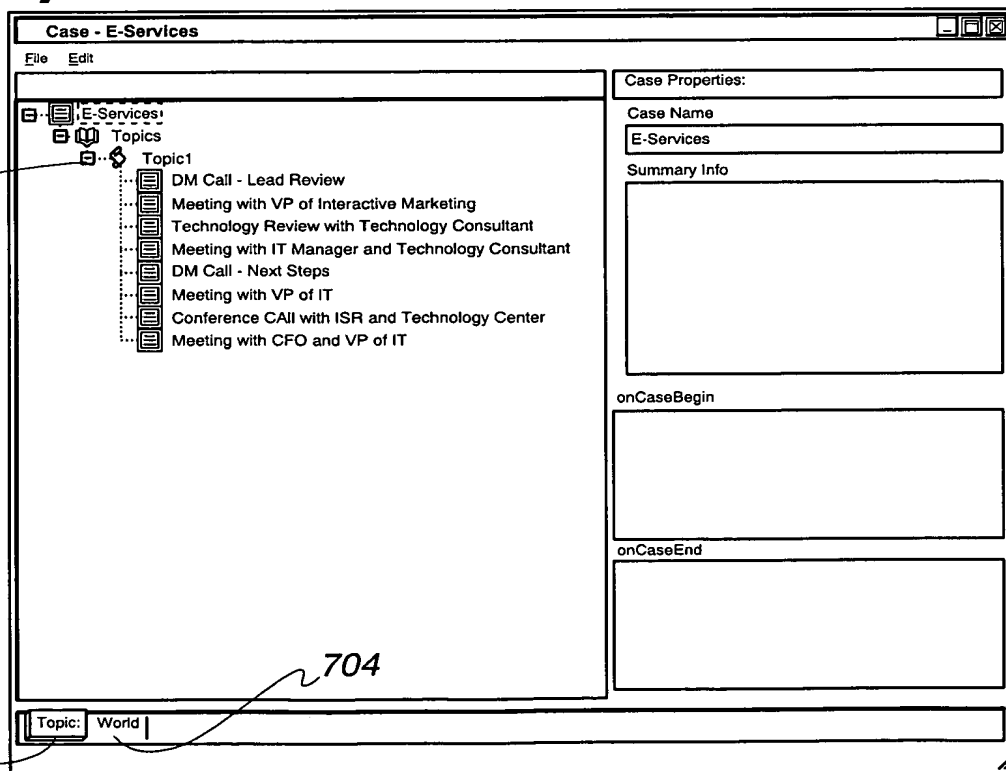 Case - E-Services
File Edit
E-Services
Topics
Topic1
DM Call - Lead Review
Meeting with VP of Interactive Marketing
Technology Review with Technology Consultant
Meeting with IT Manager and Technology Consultant
DM Call - Next Steps
Meeting with VP of IT
Conference CAll with ISR and Technology Center
Meeting with CFO and VP of IT
Case Properties:
Case Name
E-Services
Summary Info
onCaseBegin
onCaseEnd
704
Topic: World